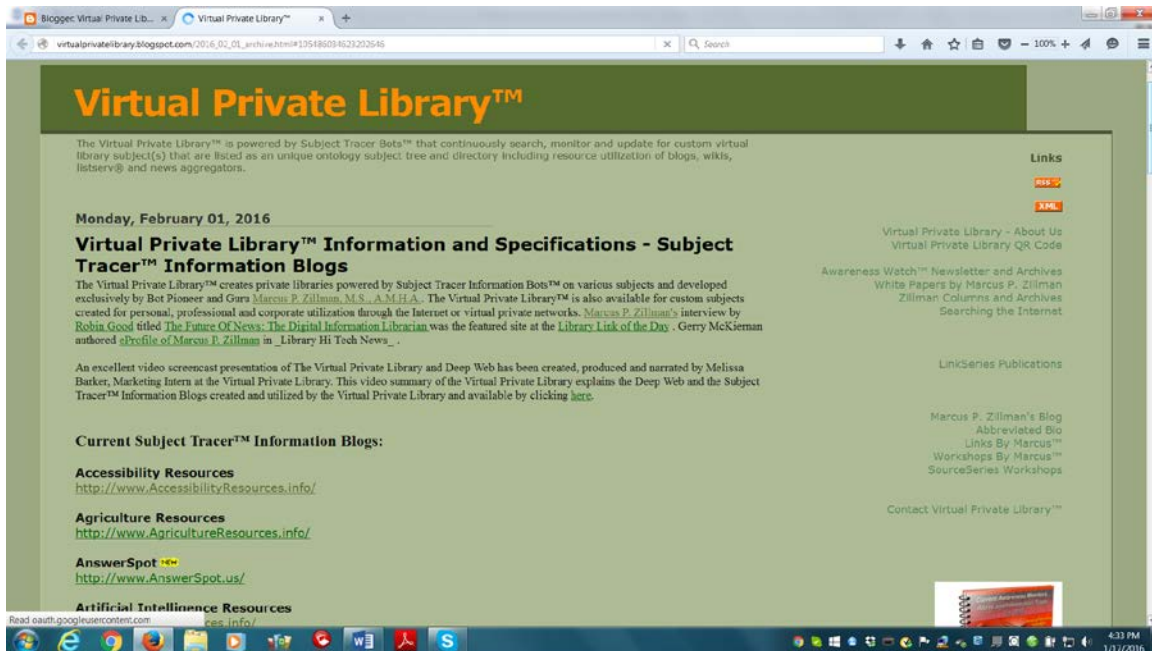 Blogger: Virtual Private Lib...
Virtual Private Library™
virtualprivatelibrary.blogspot.com/2016_02_01_archive.html#105486034623202646
Search
100%
Virtual Private Library™
The Virtual Private Library™ is powered by Subject Tracer Bots™ that continuously search, monitor and update for custom virtual
library subject(s) that are listed as an unique ontology subject tree and directory including resource utilization of blogs, wikis,
listserv® and news aggregators.
Monday, February 01, 2016
Virtual Private Library™ Information and Specifications - Subject
Tracer™ Information Blogs
The Virtual Private Library™ creates private libraries powered by Subject Tracer Information Bots™ on various subjects and developed
exclusively by Bot Pioneer and Guru Marcus P. Zillman, M.S., A.M.H.A.. The Virtual Private Library™ is also available for custom subjects
created for personal, professional and corporate utilization through the Internet or virtual private networks. Marcus P. Zillman's interview by
Robin Good titled The Future Of News: The Digital Information Librarian was the featured site at the Library Link of the Day . Gerry McKiernan
authored eProfile of Marcus P. Zillman in _Library Hi Tech News_ .
An excellent video screencast presentation of The Virtual Private Library and Deep Web has been created, produced and narrated by Melissa
Barker, Marketing Intern at the Virtual Private Library. This video summary of the Virtual Private Library explains the Deep Web and the Subject
Tracer™ Information Blogs created and utilized by the Virtual Private Library and available by clicking here.
Current Subject Tracer™ Information Blogs:
Accessibility Resources
http://www.AccessibilityResources.info/
Agriculture Resources
http://www.AgricultureResources.info/
AnswerSpot NEW
http://www.AnswerSpot.us/
Artificial Intelligence Resources
ces.info/
Read oauth.googleusercontent.com
Links
RSS
XML
Virtual Private Library - About Us
Virtual Private Library QR Code
Awareness Watch™ Newsletter and Archives
White Papers by Marcus P. Zillman
Zillman Columns and Archives
Searching the Internet
LinkSeries Publications
Marcus P. Zillman's Blog
Abbreviated Bio
Links By Marcus™
Workshops By Marcus™
SourceSeries Workshops
Contact Virtual Private Library™
4:33 PM
1/17/2016